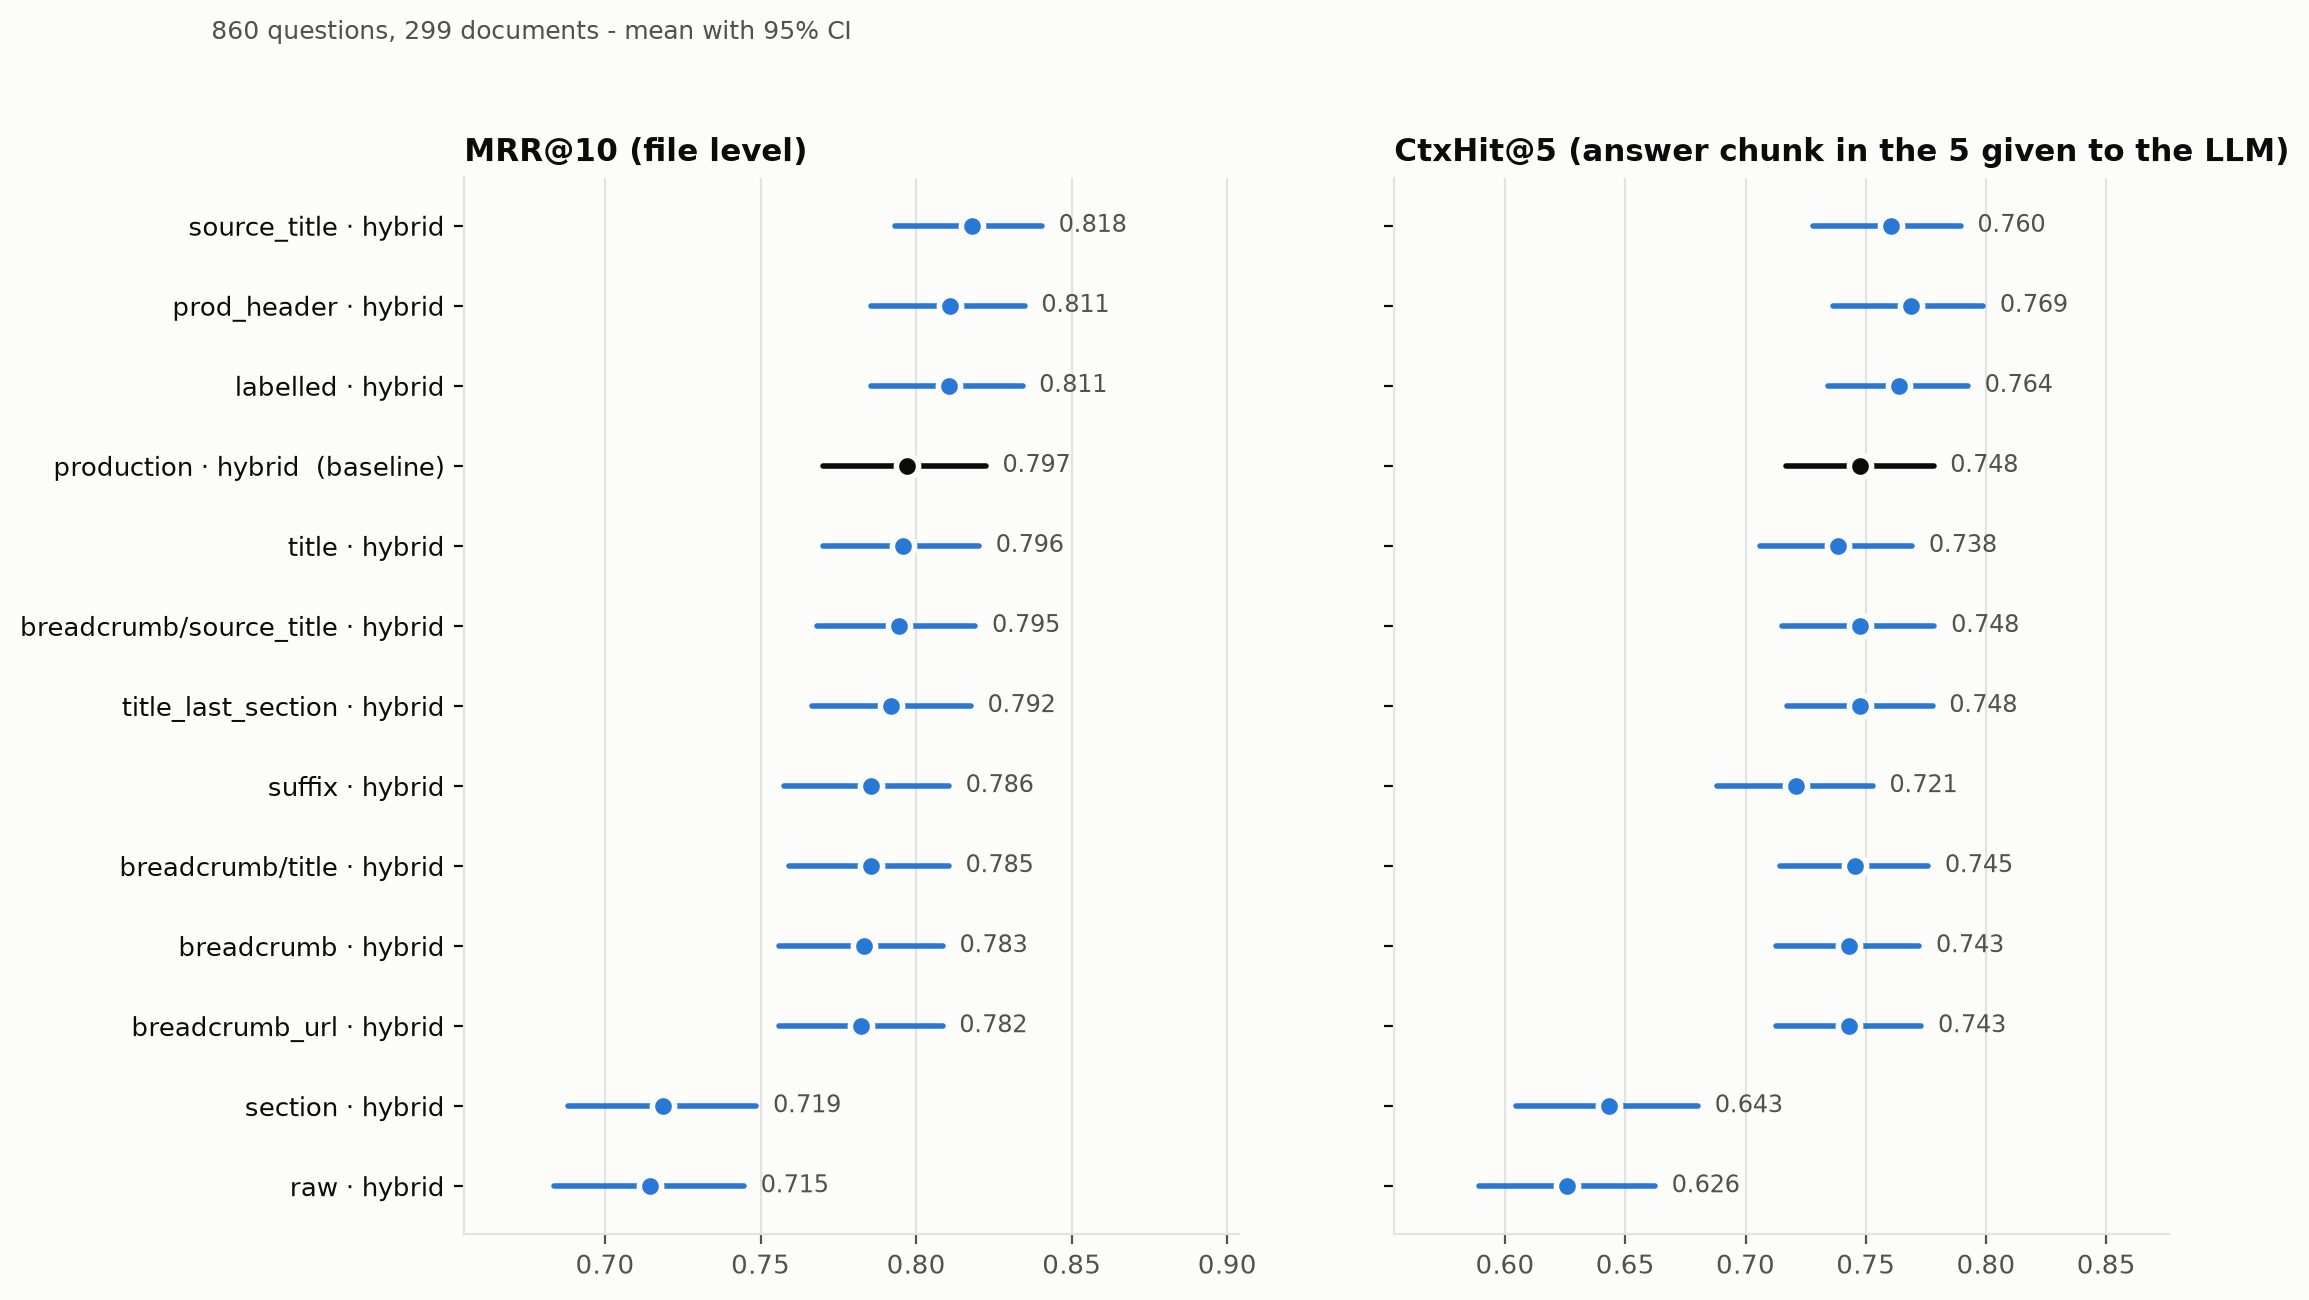 860 questions, 299 documents - mean with 95% CI
MRR@10 (file level)
CtxHit@5 (answer chunk in the 5 given to the LLM)
source_title · hybrid 0.818 0.760
prod_header · hybrid 0.811 0.769
labelled · hybrid 0.811 0.764
production · hybrid  (baseline) 0.797 0.748
title · hybrid 0.796 0.738
breadcrumb/source_title · hybrid 0.795 0.748
title_last_section · hybrid 0.792 0.748
suffix · hybrid 0.786 0.721
breadcrumb/title · hybrid 0.785 0.745
breadcrumb · hybrid 0.783 0.743
breadcrumb_url · hybrid 0.782 0.743
section · hybrid 0.719 0.643
raw · hybrid 0.715 0.626
0.70 0.75 0.80 0.85 0.90
0.60 0.65 0.70 0.75 0.80 0.85